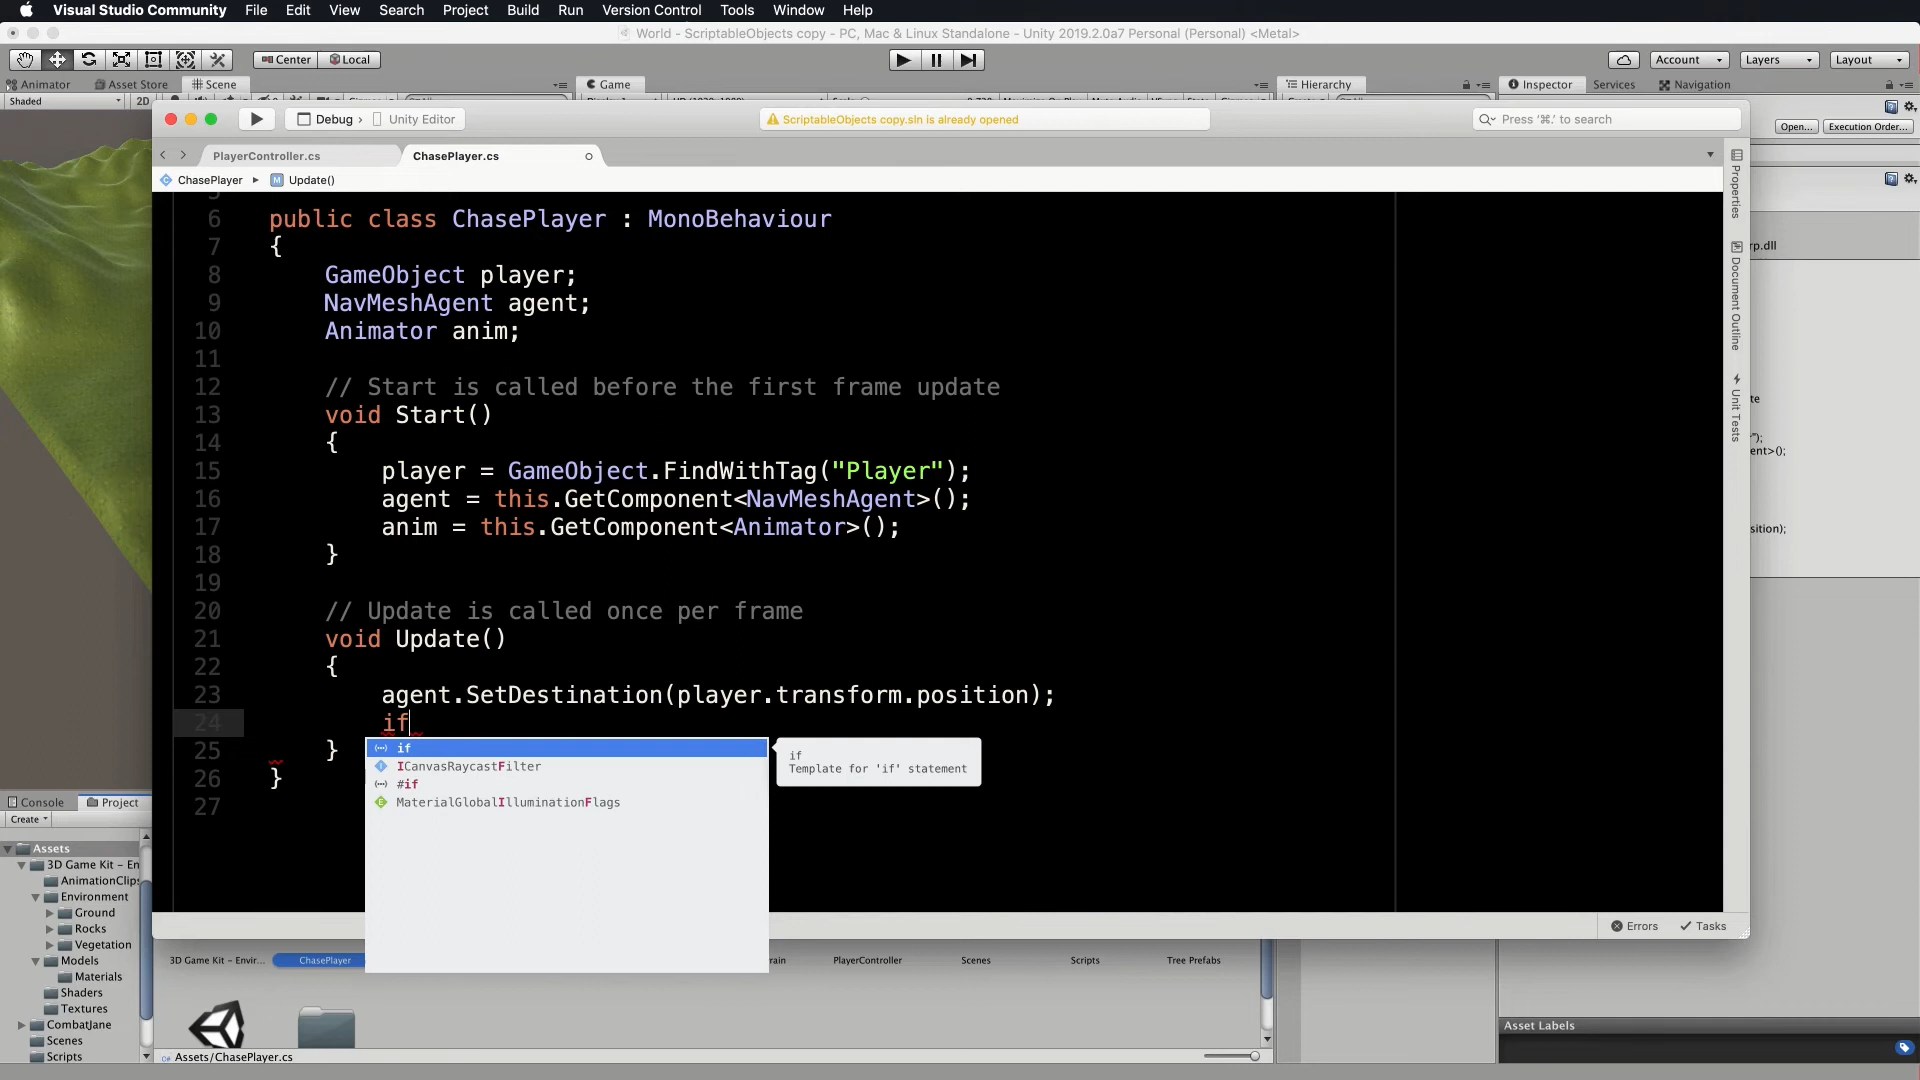 Visual Studio Community File Edit View Search Project Build Run Version Control Tools Window Help
World - ScriptableObjects copy - PC, Mac & Linux Standalone - Unity 2019.2.0a7 Personal (Personal) <Metal>
Center Local Account Layers Layout
Animator Asset Store Scene Game Hierarchy Inspector Services Navigation
Shaded 2D
Debug › Unity Editor ScriptableObjects copy.sln is already opened Press ‘⌘.’ to search
Open... Execution Order...
PlayerController.cs ChasePlayer.cs
ChasePlayer Update()
Properties
Document Outline
Unit Tests
6 public class ChasePlayer : MonoBehaviour
7 {
8 GameObject player;
9 NavMeshAgent agent;
10 Animator anim;
11
12 // Start is called before the first frame update
13 void Start()
14 {
15 player = GameObject.FindWithTag("Player");
16 agent = this.GetComponent<NavMeshAgent>();
17 anim = this.GetComponent<Animator>();
18 }
19
20 // Update is called once per frame
21 void Update()
22 {
23 agent.SetDestination(player.transform.position);
24 if
25 }
26 }
27
if
ICanvasRaycastFilter
#if
MaterialGlobalIlluminationFlags
if
Template for 'if' statement
rp.dll
te
");
ent>();
sition);
Errors Tasks
Console Project
Create
Assets
3D Game Kit - En
AnimationClips
Environment
Ground
Rocks
Vegetation
Models
Materials
Shaders
Textures
CombatJane
Scenes
Scripts
3D Game Kit - Envir... ChasePlayer rain PlayerController Scenes Scripts Tree Prefabs
Assets/ChasePlayer.cs
Asset Labels